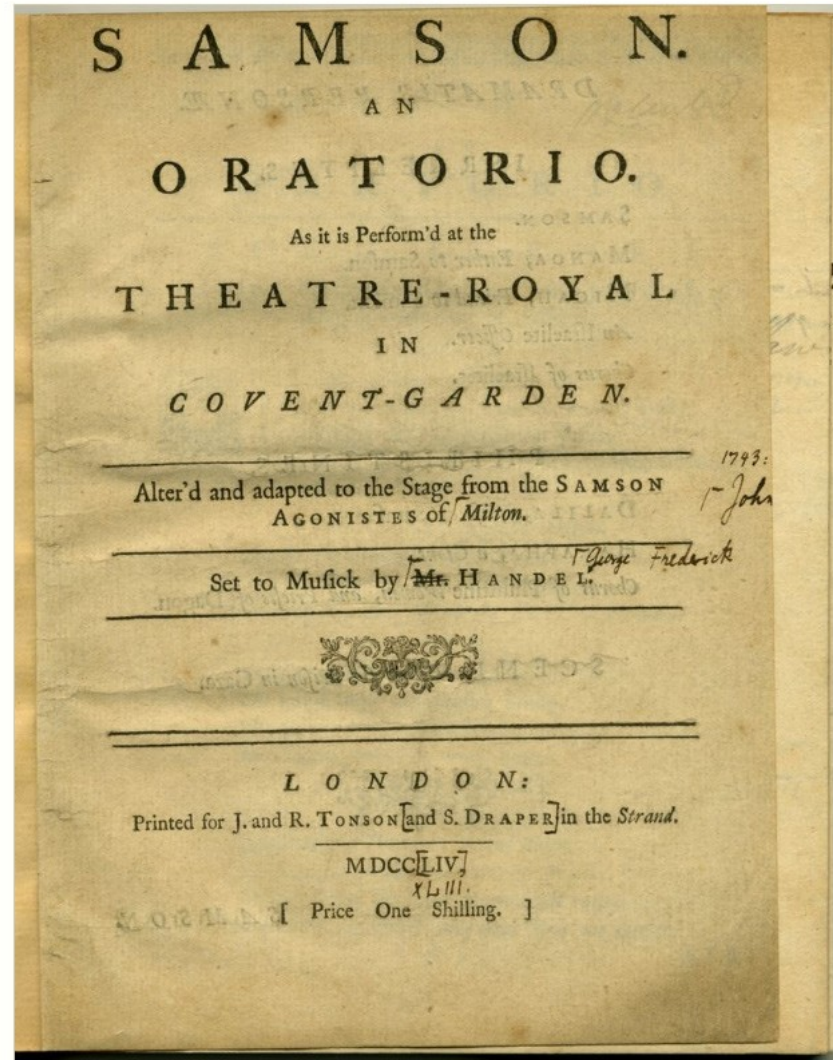 SAMSON.
AN
ORATORIO.
As it is Perform'd at the
THEATRE-ROYAL
IN
COVENT-GARDEN.
1793:
Alter'd and adapted to the Stage from the SAMSON
John
AGONISTES of Milton.
George Frederick
Set to Muſick by Mr. HANDEL.
LONDON:
Printed for J. and R. TONSON [and S. DRAPER] in the Strand.
MDCC[LIV.]
XLIII.
[ Price One Shilling. ]